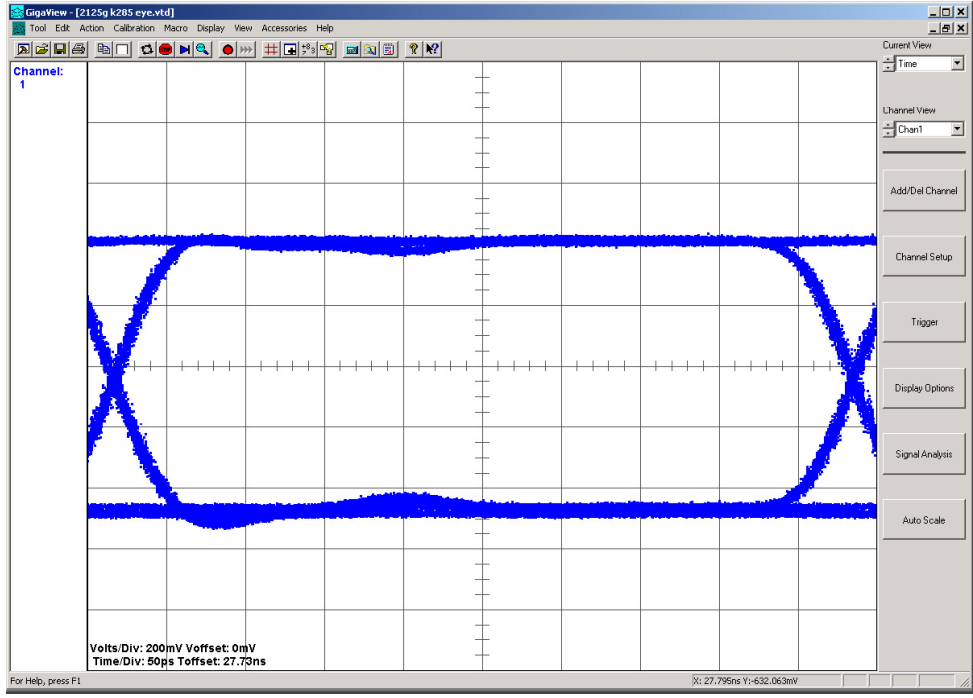 GigaView - [2125g k285 eye.vtd]
Tool Edit Action Calibration Macro Display View Accessories Help
Current View
Time
Channel:
1
Channel View
Chan1
Add/Del Channel
Channel Setup
Trigger
Display Options
Signal Analysis
Auto Scale
Volts/Div: 200mV Voffset: 0mV
Time/Div: 50ps Toffset: 27.73ns
For Help, press F1
X: 27.795ns Y:-632.063mV